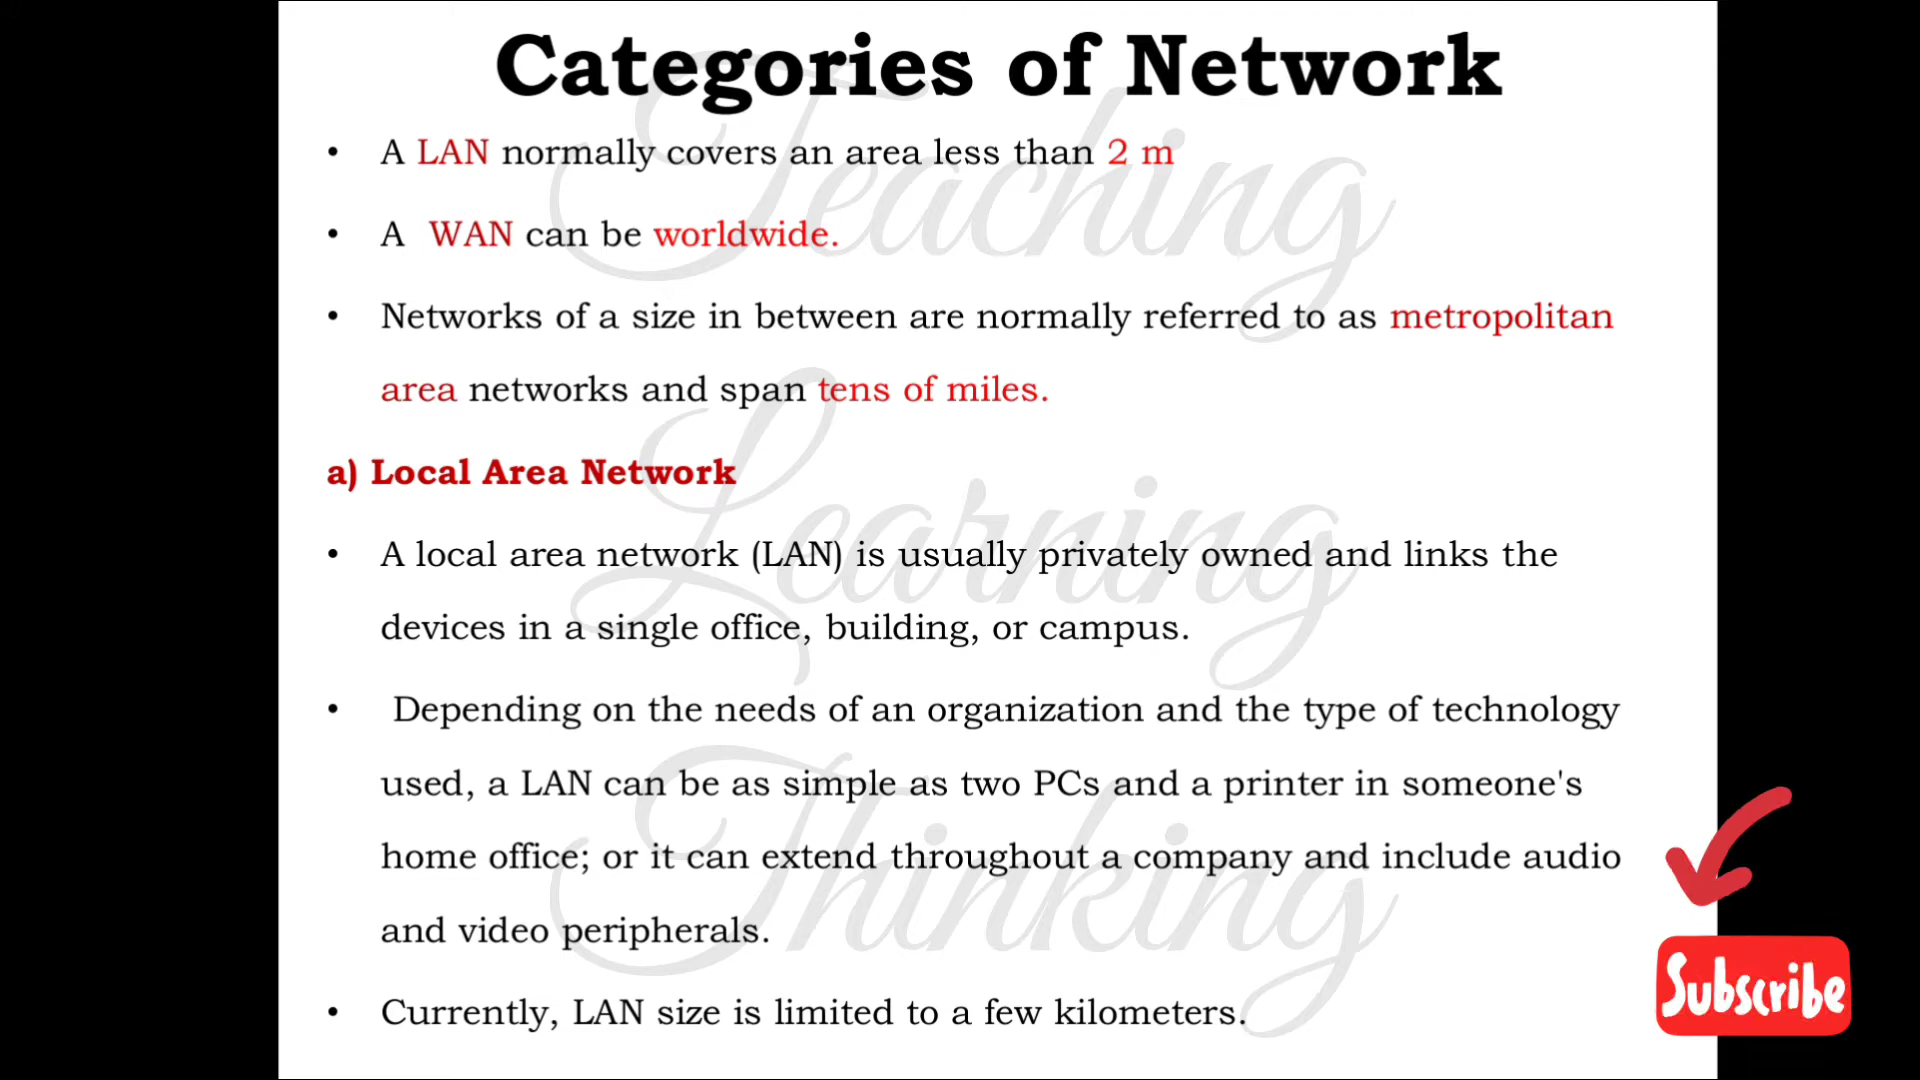 Categories of Network
• A LAN normally covers an area less than 2 m
• A WAN can be worldwide.
• Networks of a size in between are normally referred to as metropolitan
area networks and span tens of miles.
a) Local Area Network
• A local area network (LAN) is usually privately owned and links the
devices in a single office, building, or campus.
• Depending on the needs of an organization and the type of technology
used, a LAN can be as simple as two PCs and a printer in someone's
home office; or it can extend throughout a company and include audio
and video peripherals.
• Currently, LAN size is limited to a few kilometers.
Teaching
Learning
Thinking
Subscribe